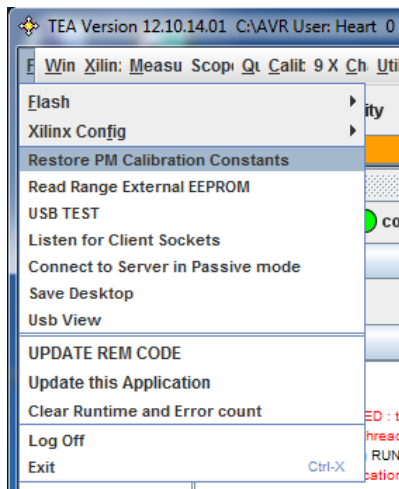 TEA Version 12.10.14.01 C:\AVR User: Heart 0
F Win Xilin: Measu Scop Qu Calib 9 X Ch Uti
Flash
ity
Xilinx Config
Restore PM Calibration Constants
Read Range External EEPROM
USB TEST
co
Listen for Client Sockets
Connect to Server in Passive mode
Save Desktop
Usb View
UPDATE REM CODE
Update this Application
Clear Runtime and Error count
ED : t
Log Off
hread
RUN
Exit Ctrl-X
cation